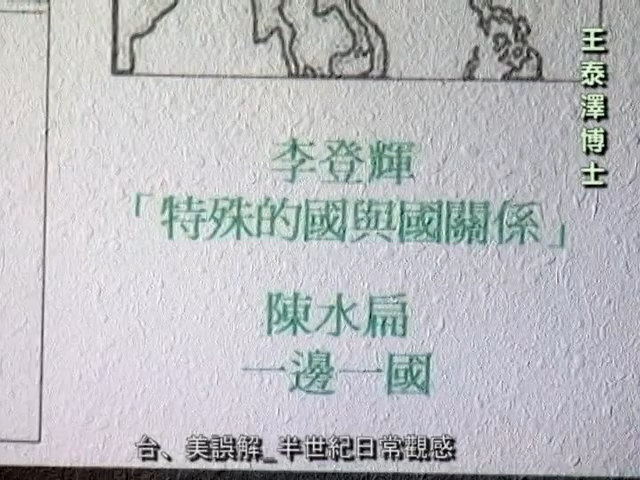 王泰澤博士
李登輝
「特殊的國與國關係」
陳水扁
一邊一國
台、美誤解_半世紀日常觀感